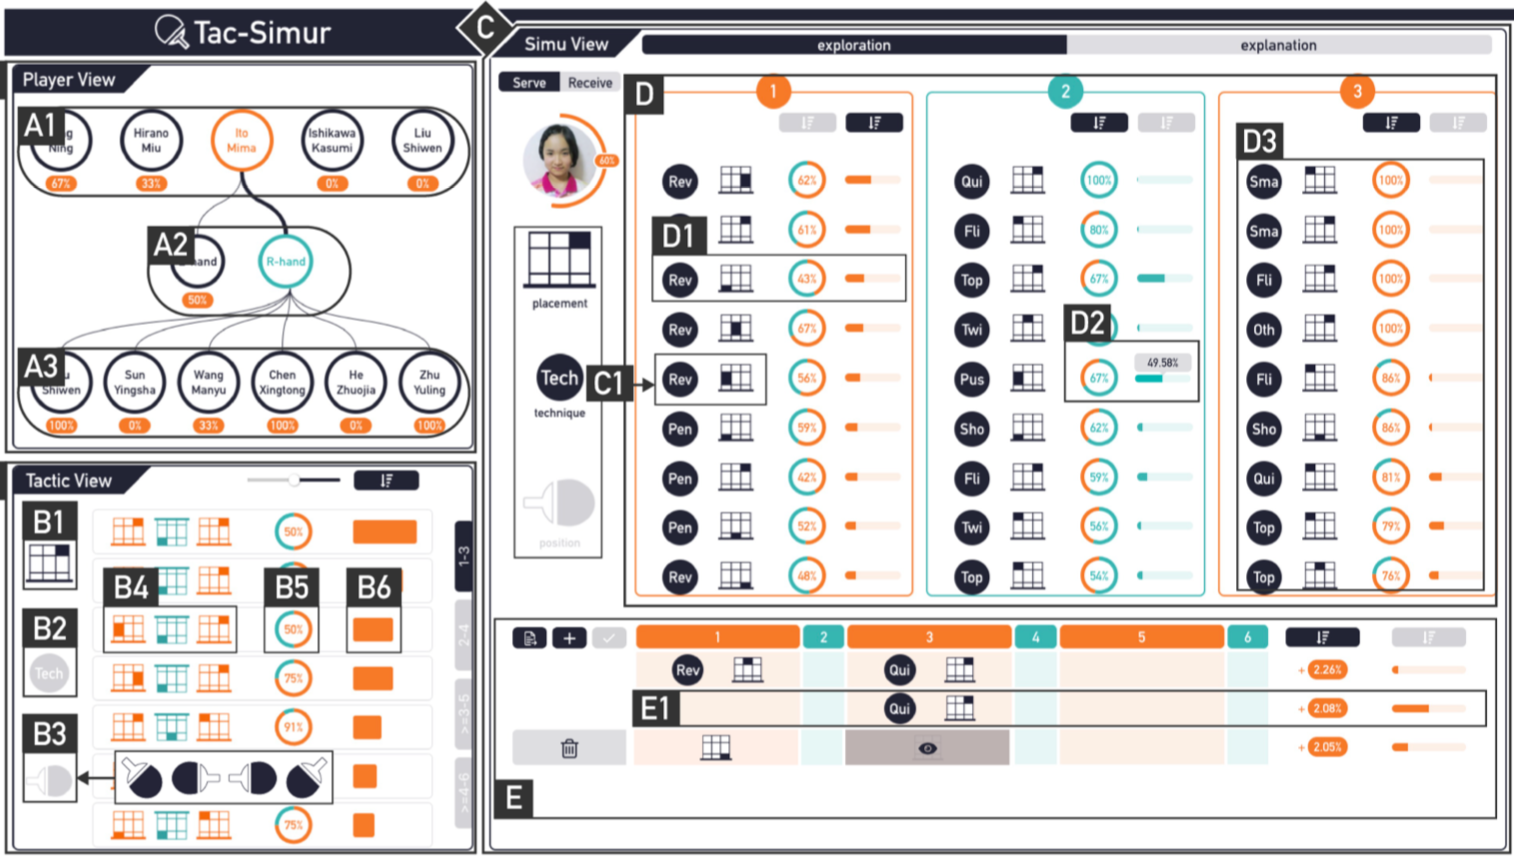 Tac-Simur
Player View
A1
Ning
67%
Hirano
Miu
33%
Ito
Mima
Ishikawa
Kasumi
0%
Liu
Shiwen
0%
A2
hand
50%
R-hand
A3
Shiwen
100%
Sun
Yingsha
0%
Wang
Manyu
33%
Chen
Xingtong
100%
He
Zhuojia
0%
Zhu
Yuling
100%
Tactic View
B1
B2
Tech
B3
B4
B5
B6
50%
50%
75%
91%
75%
1-3
2-4
>=3-5
>=4-6
C
Simu View
exploration
explanation
Serve
Receive
60%
placement
Tech
technique
position
C1
D
1
Rev 62%
61%
D1
Rev 43%
Rev 67%
Rev 56%
Pen 59%
Pen 42%
Pen 52%
Rev 48%
2
Qui 100%
Fli 80%
Top 67%
Twi
D2
Pus 67% 49.58%
Sho 62%
Fli 59%
Twi 56%
Top 54%
3
D3
Sma 100%
Sma 100%
Fli 100%
Oth 100%
Fli 86%
Sho 86%
Qui 81%
Top 79%
Top 76%
1 2 3 4 5 6
Rev Qui + 2.26%
E1 Qui + 2.08%
+ 2.05%
E